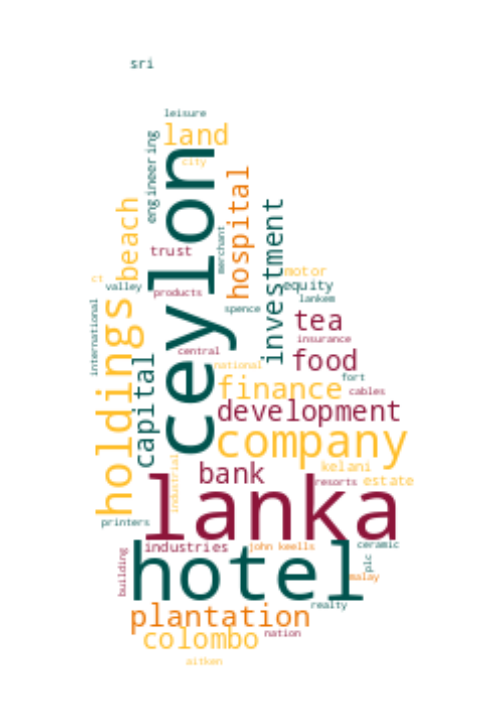 sri
leisure
land
engineering
city
ceylon
hospital
beach
investment
merchant
trust
motor
ct
valley
products
equity
lankem
international
holdings
spence
tea
insurance
central
capital
national
food
fort
finance
cables
development
company
bank
industrial
kelani
lanka
resorts
estate
printers
industries
john keells
ceramic
hotel
building
plc
malay
realty
plantation
colombo
nation
aitken